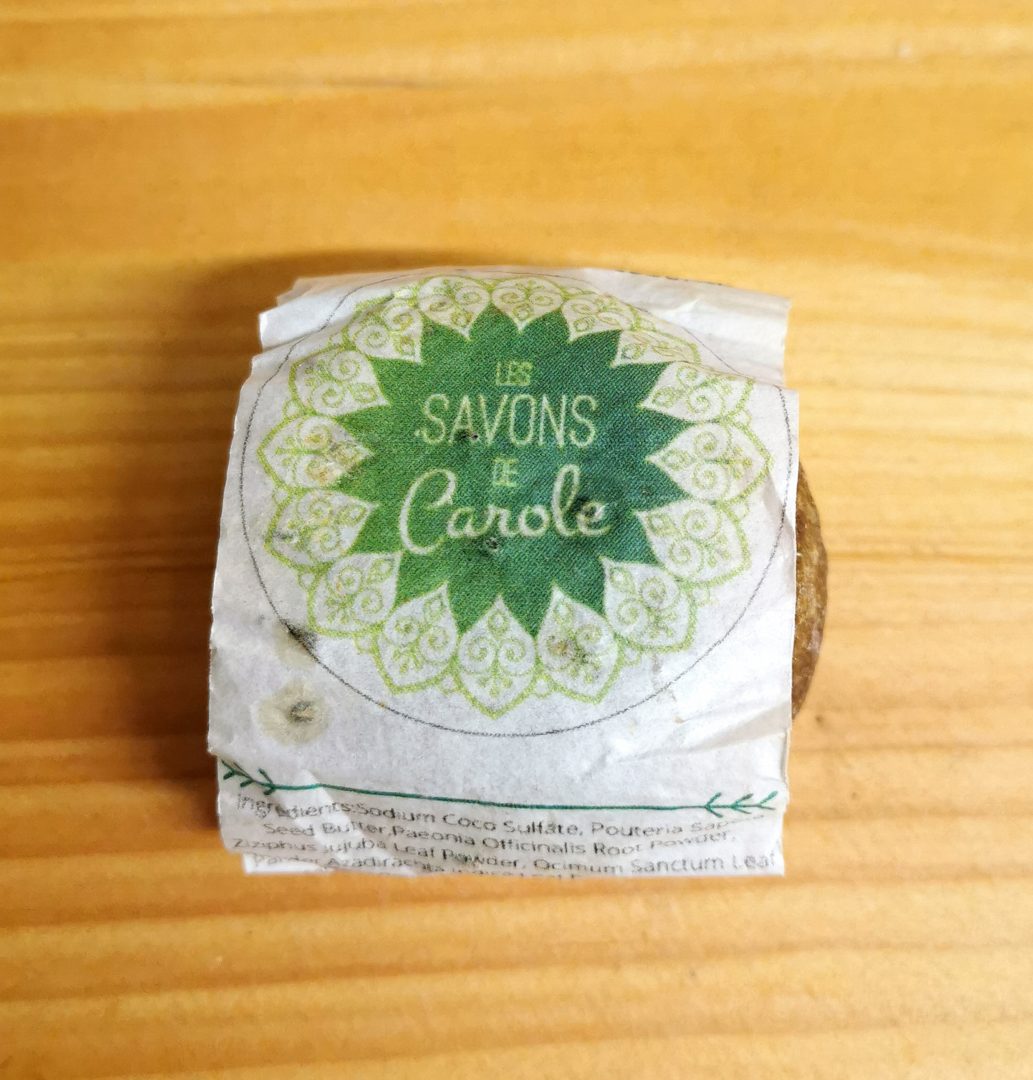 LES
SAVONS
DE
Carole
Ingredients:Sodium Coco Sulfate, Pouteria
Seed Butter,Paeonia Officinalis Root Powder,
Ziziphus Jujuba Leaf Powder, Ocimum Sanctum Leaf
Azadirachta